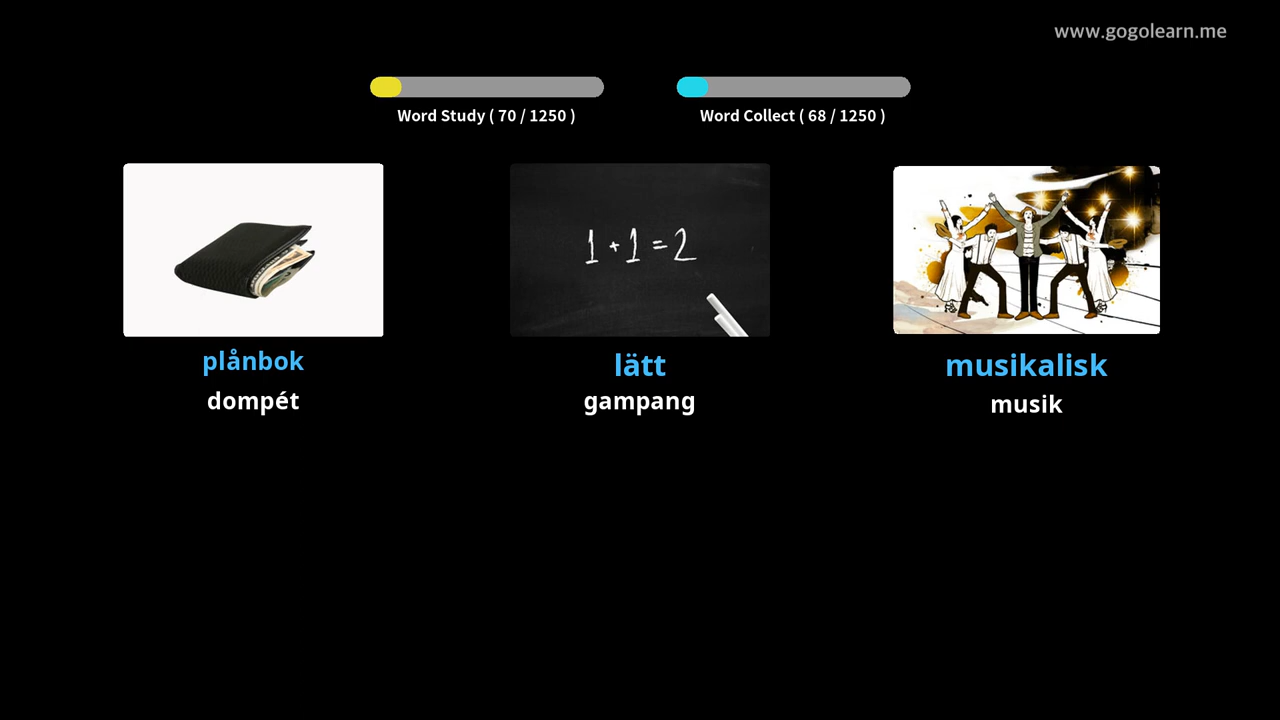 www.gogolearn.me
Word Study ( 70 / 1250 )
Word Collect ( 68 / 1250 )
1 + 1 = 2
plånbok
dompét
lätt
gampang
musikalisk
musik